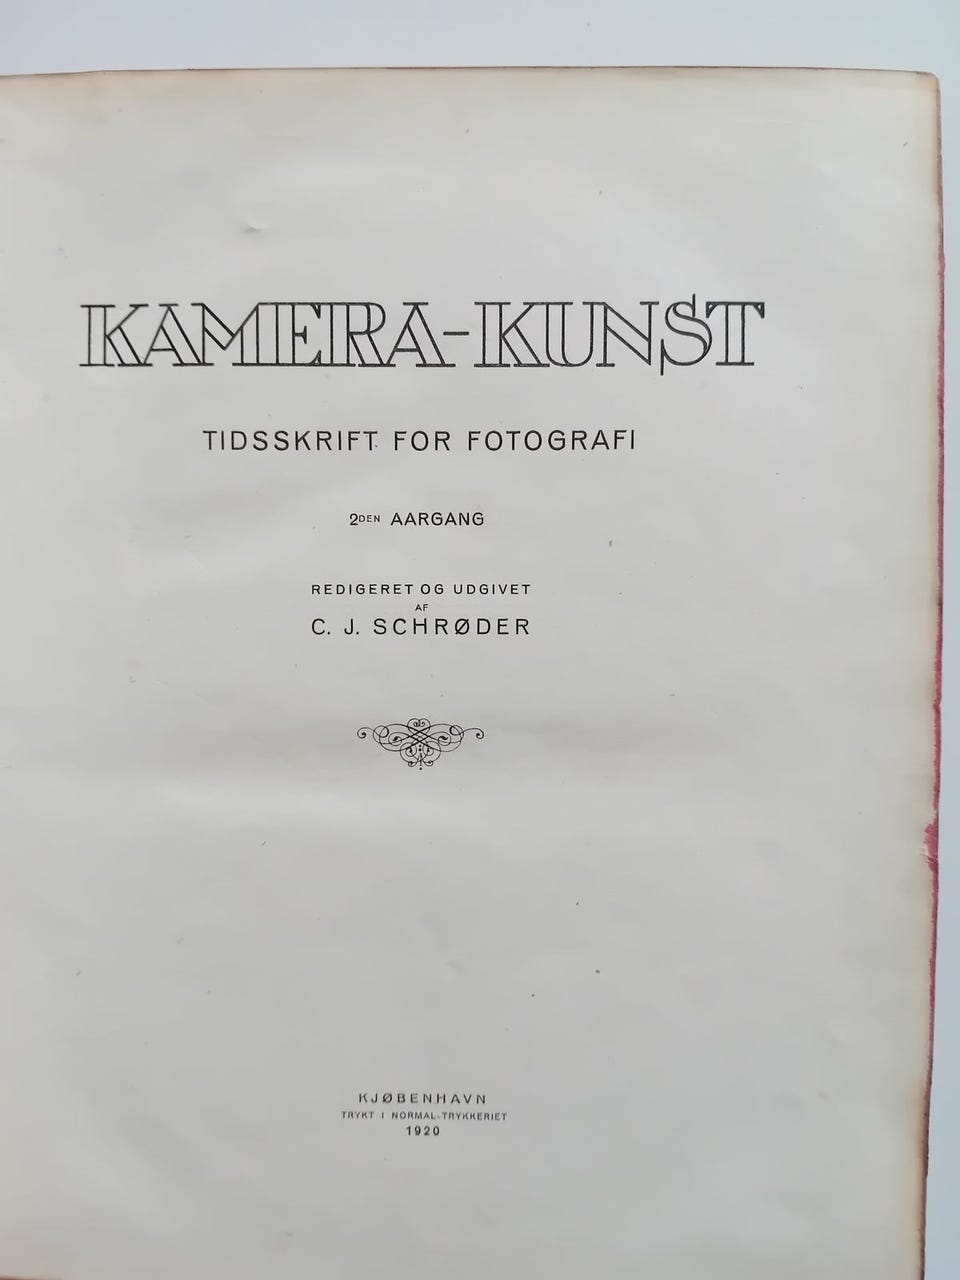 KAMERA-KUNST
TIDSSKRIFT FOR FOTOGRAFI
2DEN AARGANG
REDIGERET OG UDGIVET
AF
C. J. SCHRØDER
KJØBENHAVN
TRYKT I NORMAL-TRYKKERIET
1920